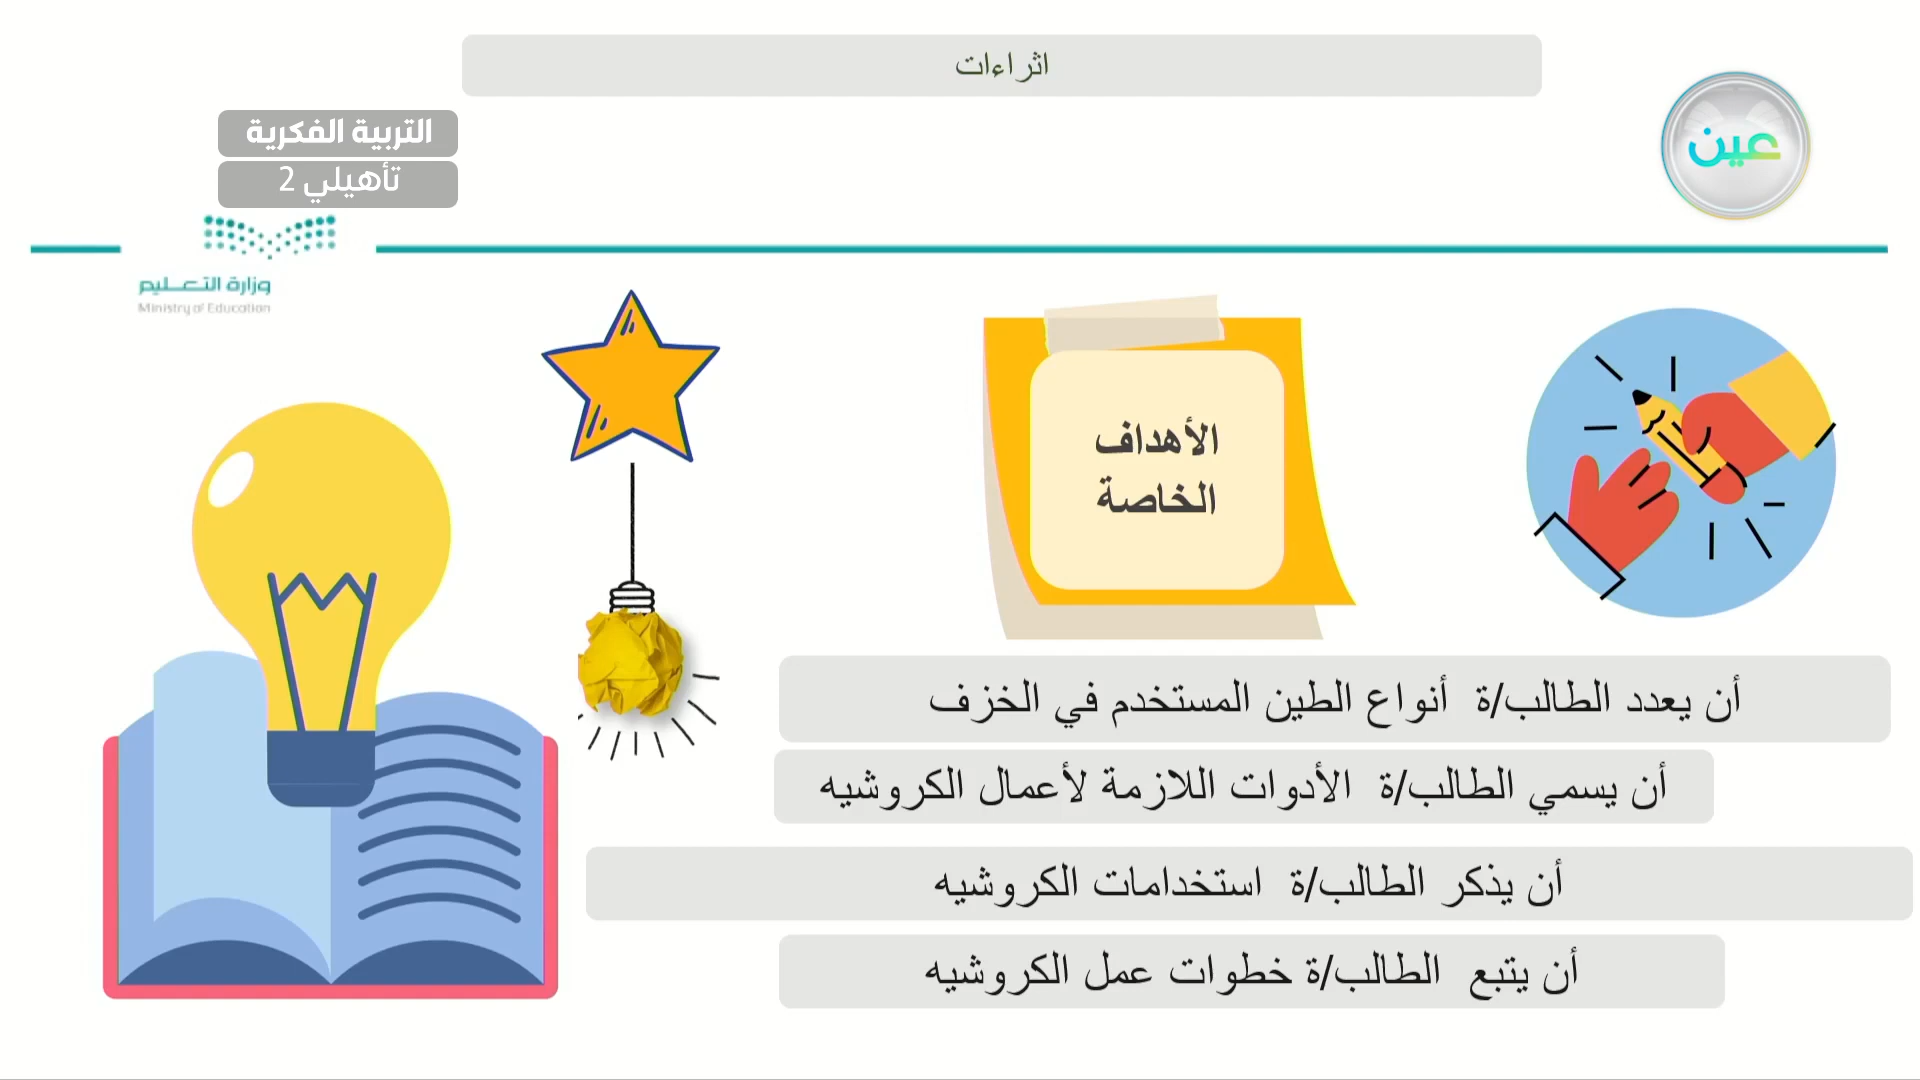 اثراءات
عين
التربية الفكرية
تأهيلي 2
وزارة التعليم
Ministry of Education
الأهداف
الخاصة
أن يعدد الطالب/ة أنواع الطين المستخدم في الخزف
أن يسمي الطالب/ة الأدوات اللازمة لأعمال الكروشيه
أن يذكر الطالب/ة استخدامات الكروشيه
أن يتبع الطالب/ة خطوات عمل الكروشيه